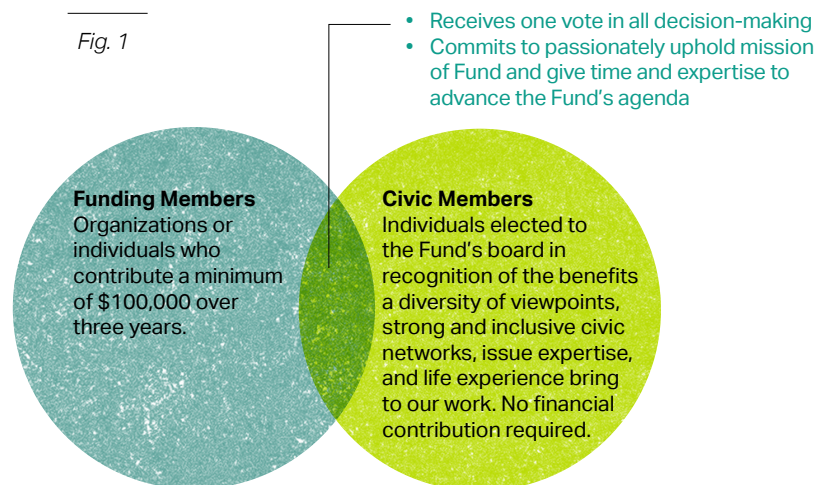 Fig. 1
• Receives one vote in all decision-making
• Commits to passionately uphold mission
of Fund and give time and expertise to
advance the Fund's agenda
Funding Members
Organizations or
individuals who
contribute a minimum
of $100,000 over
three years.
Civic Members
Individuals elected to
the Fund's board in
recognition of the benefits
a diversity of viewpoints,
strong and inclusive civic
networks, issue expertise,
and life experience bring
to our work. No financial
contribution required.